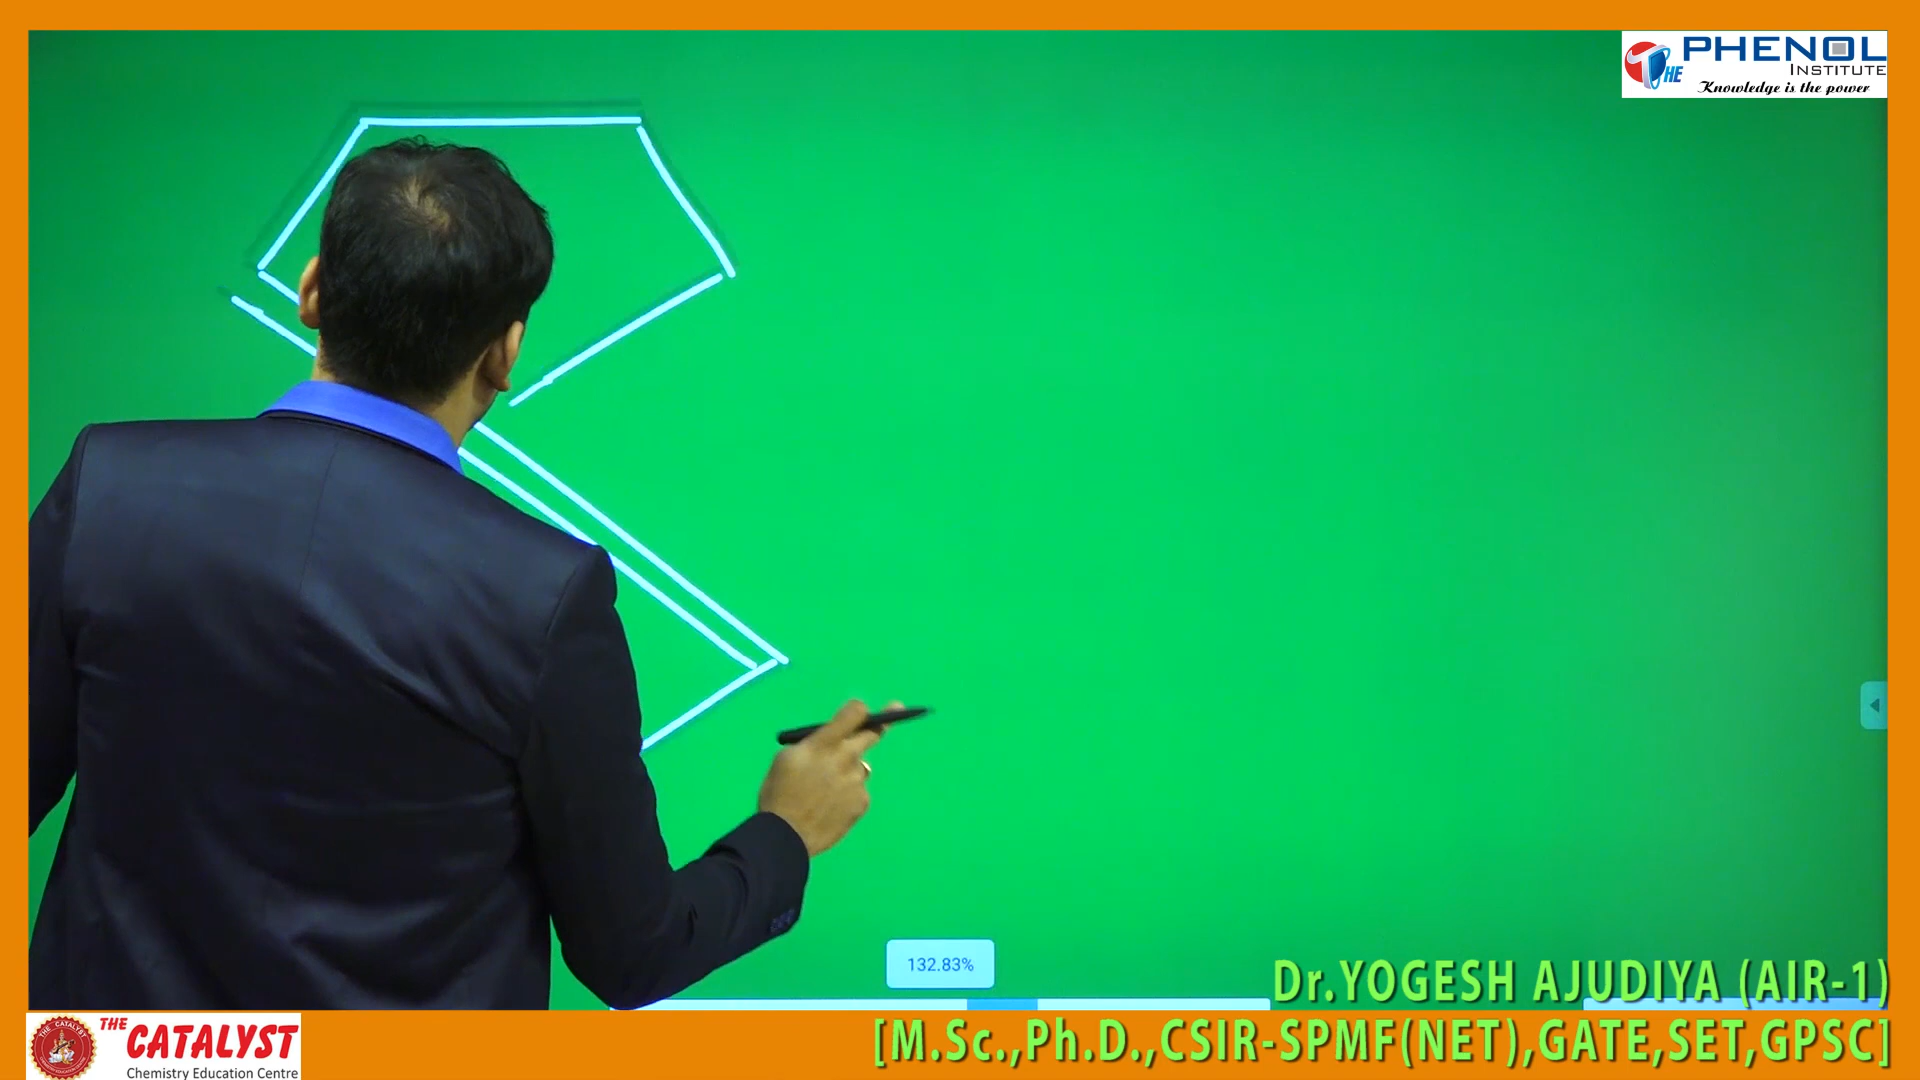 PHENOL
THE
INSTITUTE
Knowledge is the power
132.83%
Dr.YOGESH AJUDIYA (AIR-1)
[M.Sc.,Ph.D.,CSIR-SPMF(NET),GATE,SET,GPSC]
THE CATALYST
Chemistry Education Centre